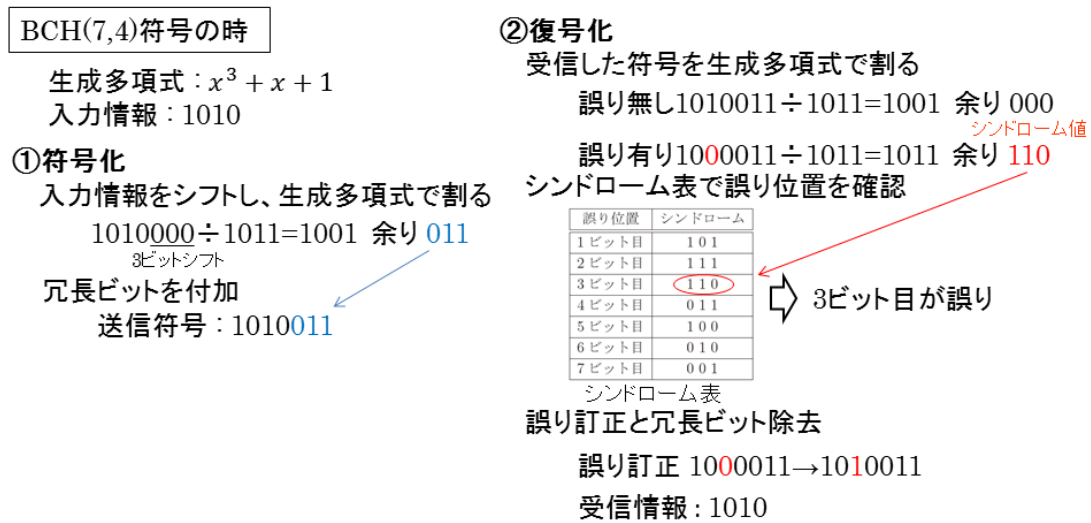 BCH(7,4)符号の時
生成多項式：x³ + x + 1
入力情報：1010
①符号化
入力情報をシフトし、生成多項式で割る
1010000÷1011=1001 余り 011
3ビットシフト
冗長ビットを付加
送信符号：1010011
②復号化
受信した符号を生成多項式で割る
誤り無し1010011÷1011=1001 余り 000
シンドローム値
誤り有り1000011÷1011=1011 余り 110
シンドローム表で誤り位置を確認
誤り位置 シンドローム
1ビット目 101
2ビット目 111
3ビット目 110
4ビット目 011
5ビット目 100
6ビット目 010
7ビット目 001
3ビット目が誤り
シンドローム表
誤り訂正と冗長ビット除去
誤り訂正 1000011→1010011
受信情報：1010